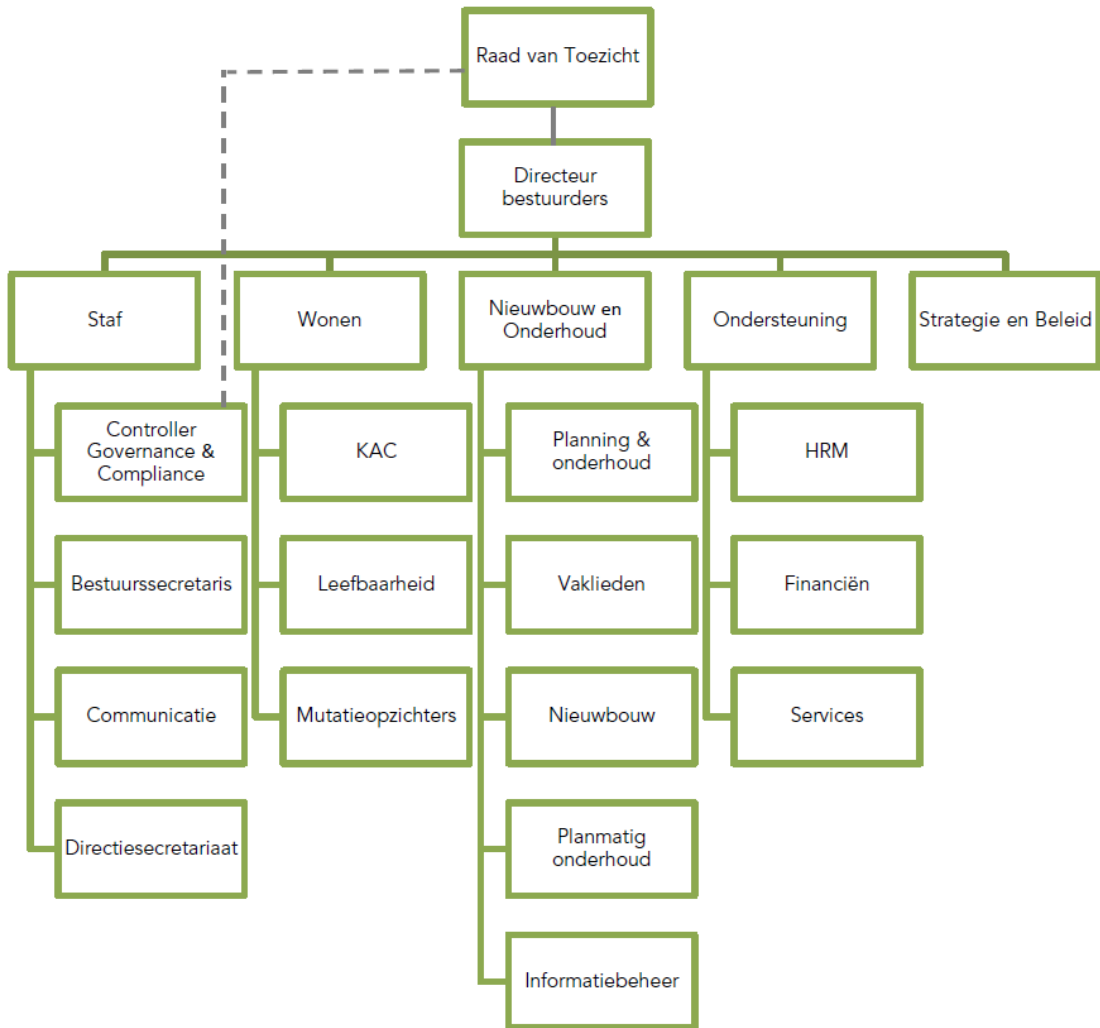 Raad van Toezicht
Directeur
bestuurders
Staf
Wonen
Nieuwbouw en
Onderhoud
Ondersteuning
Strategie en Beleid
Controller
Governance &
Compliance
KAC
Planning &
onderhoud
HRM
Bestuurssecretaris
Leefbaarheid
Vaklieden
Financiën
Communicatie
Mutatieopzichters
Nieuwbouw
Services
Directiesecretariaat
Planmatig
onderhoud
Informatiebeheer